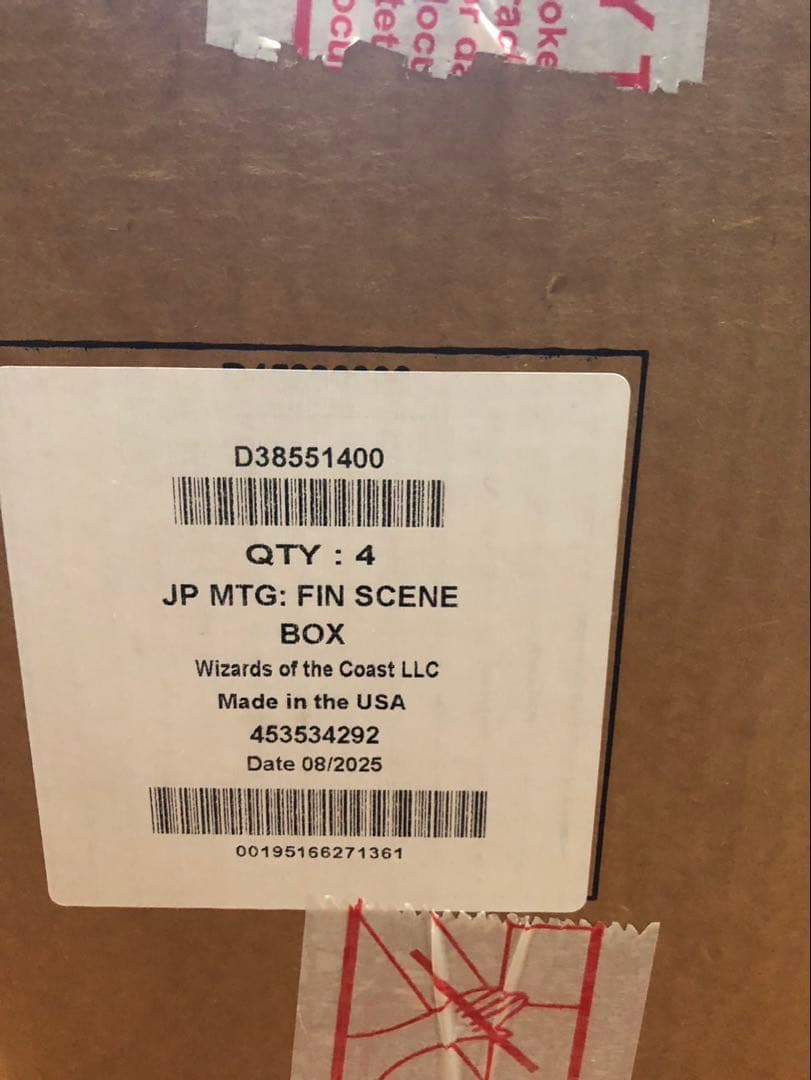 D38551400
QTY : 4
JP MTG: FIN SCENE
BOX
Wizards of the Coast LLC
Made in the USA
453534292
Date 08/2025
00195166271361